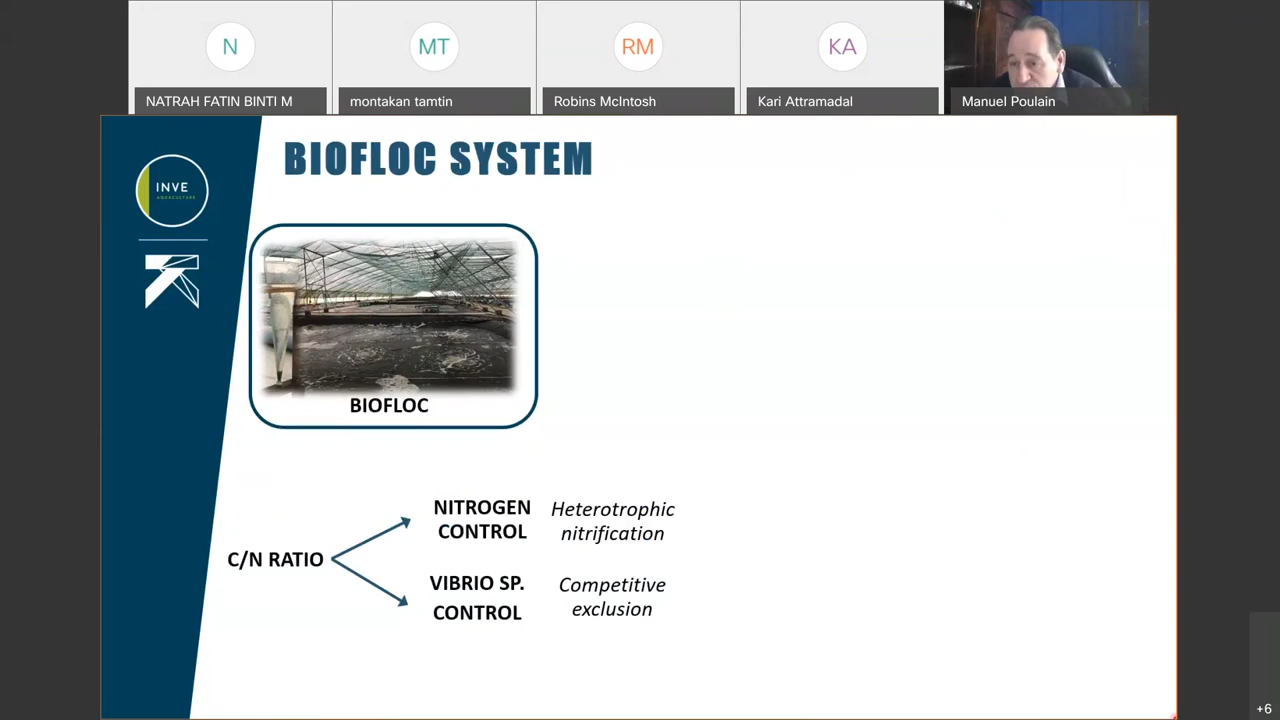 N
MT
RM
KA
NATRAH FATIN BINTI M
montakan tamtin
Robins McIntosh
Kari Attramadal
Manuel Poulain
BIOFLOC SYSTEM
INVE
AQUACULTURE
BIOFLOC
C/N RATIO
NITROGEN
CONTROL
Heterotrophic
nitrification
VIBRIO SP.
CONTROL
Competitive
exclusion
+6